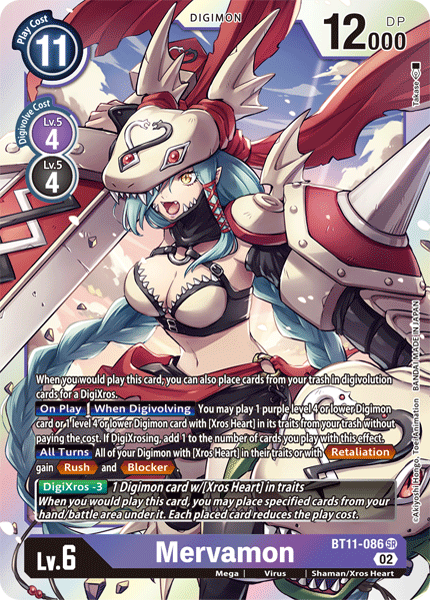 DIGIMON
Play Cost
11
12000
DP
Digivolve Cost
Lv.5
4
Lv.5
4
Takase
When you would play this card, you can also place cards from your trash in digivolution
cards for a DigiXros.
On Play When Digivolving You may play 1 purple level 4 or lower Digimon
card or 1 level 4 or lower Digimon card with [Xros Heart] in its traits from your trash without
paying the cost. If DigiXrosing, add 1 to the number of cards you play with this effect.
All Turns All of your Digimon with [Xros Heart] in their traits or with Retaliation
gain Rush and Blocker.
DigiXros -3 1 Digimon card w/[Xros Heart] in traits
When you would play this card, you may place specified cards from your
hand/battle area under it. Each placed card reduces the play cost.
©Akiyoshi Hongo, Toei Animation BANDAI MADE IN JAPAN
Lv.6
Mervamon
BT11-086 SR
02
Mega Virus Shaman/Xros Heart